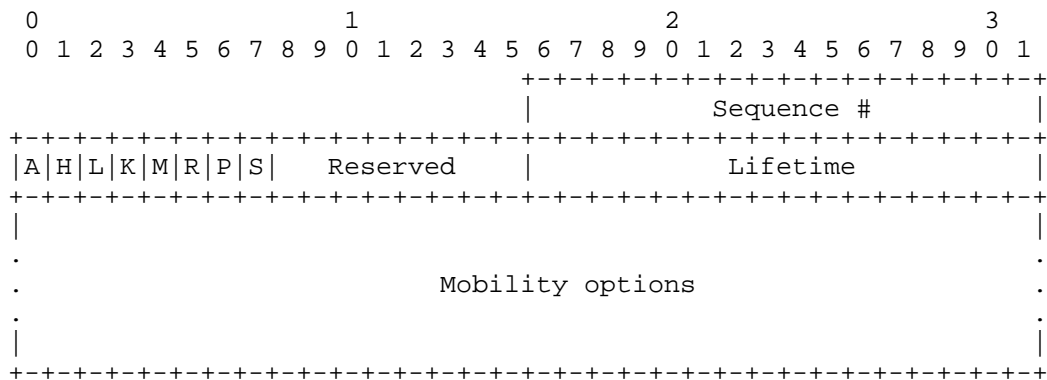 0                   1                   2                   3
 0 1 2 3 4 5 6 7 8 9 0 1 2 3 4 5 6 7 8 9 0 1 2 3 4 5 6 7 8 9 0 1
                                +-+-+-+-+-+-+-+-+-+-+-+-+-+-+-+-+
                                |          Sequence #           |
+-+-+-+-+-+-+-+-+-+-+-+-+-+-+-+-+-+-+-+-+-+-+-+-+-+-+-+-+-+-+-+-+
|A|H|L|K|M|R|P|S|   Reserved    |           Lifetime            |
+-+-+-+-+-+-+-+-+-+-+-+-+-+-+-+-+-+-+-+-+-+-+-+-+-+-+-+-+-+-+-+-+
|                                                               |
.                                                               .
.                        Mobility options                       .
.                                                               .
|                                                               |
+-+-+-+-+-+-+-+-+-+-+-+-+-+-+-+-+-+-+-+-+-+-+-+-+-+-+-+-+-+-+-+-+